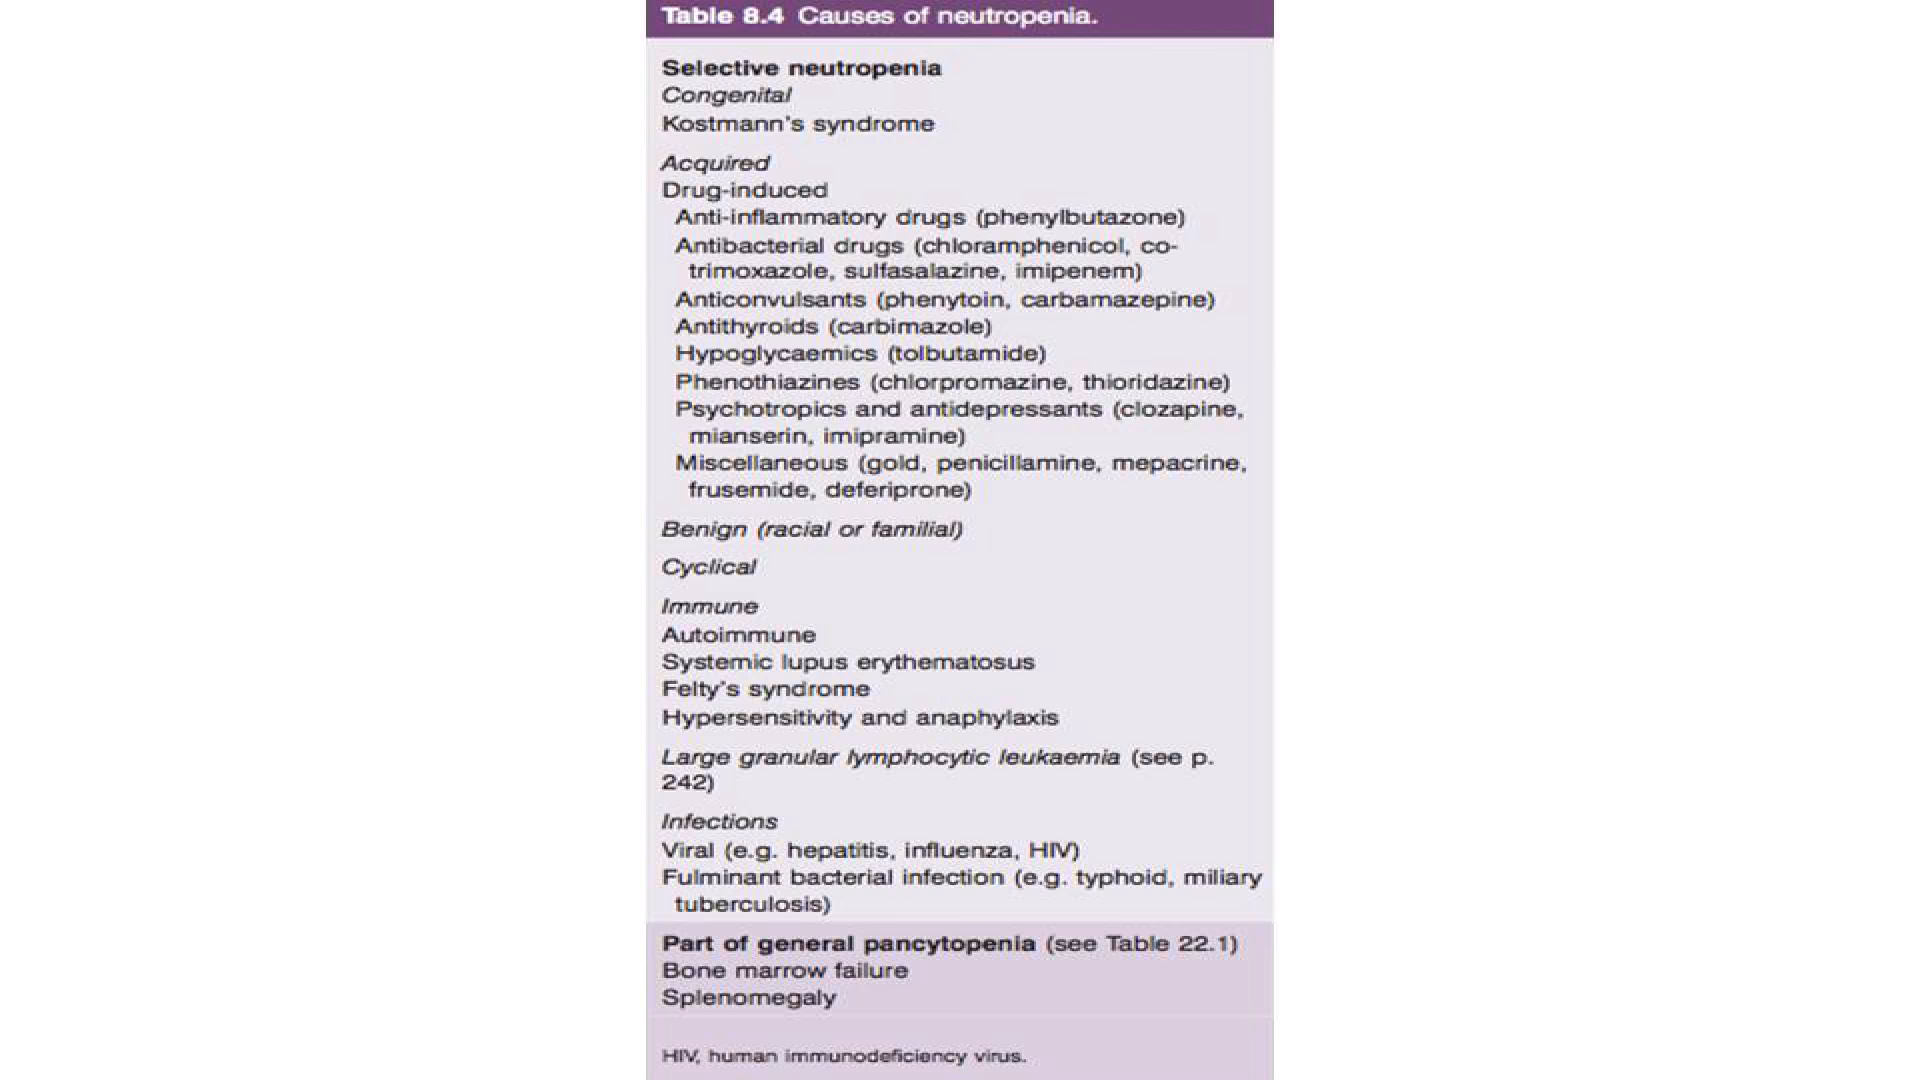 Table 8.4 Causes of neutropenia.
Selective neutropenia
Congenital
Kostmann's syndrome
Acquired
Drug-induced
Anti-inflammatory drugs (phenylbutazone)
Antibacterial drugs (chloramphenicol, co-
trimoxazole, sulfasalazine, imipenem)
Anticonvulsants (phenytoin, carbamazepine)
Antithyroids (carbimazole)
Hypoglycaemics (tolbutamide)
Phenothiazines (chlorpromazine, thioridazine)
Psychotropics and antidepressants (clozapine,
mianserin, imipramine)
Miscellaneous (gold, penicillamine, mepacrine,
frusemide, deferiprone)
Benign (racial or familial)
Cyclical
Immune
Autoimmune
Systemic lupus erythematosus
Felty's syndrome
Hypersensitivity and anaphylaxis
Large granular lymphocytic leukaemia (see p.
242)
Infections
Viral (e.g. hepatitis, influenza, HIV)
Fulminant bacterial infection (e.g. typhoid, miliary
tuberculosis)
Part of general pancytopenia (see Table 22.1)
Bone marrow failure
Splenomegaly
HIV, human immunodeficiency virus.